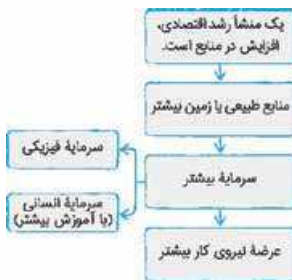 یک منشأ رشد اقتصادی،
افزایش در منابع است.
منابع طبیعی یا زمین بیشتر
سرمایهٔ فیزیکی
سرمایهٔ بیشتر
سرمایهٔ انسانی
(با آموزش بیشتر)
عرضهٔ نیروی کار بیشتر